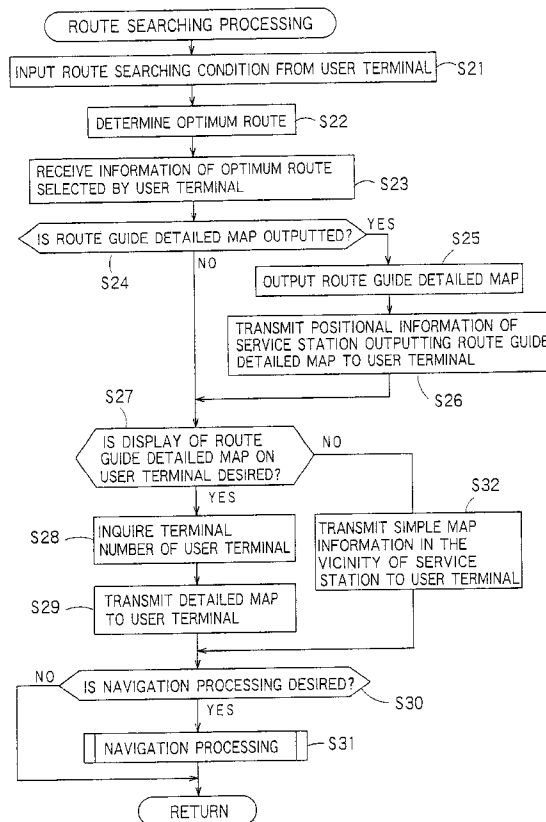 ROUTE SEARCHING PROCESSING
INPUT ROUTE SEARCHING CONDITION FROM USER TERMINAL
S21
DETERMINE OPTIMUM ROUTE
S22
RECEIVE INFORMATION OF OPTIMUM ROUTE
SELECTED BY USER TERMINAL
S23
IS ROUTE GUIDE DETAILED MAP OUTPUTTED?
YES
S24
NO
S25
OUTPUT ROUTE GUIDE DETAILED MAP
TRANSMIT POSITIONAL INFORMATION OF
SERVICE STATION OUTPUTTING ROUTE GUIDE
DETAILED MAP TO USER TERMINAL
S26
S27
IS DISPLAY OF ROUTE
GUIDE DETAILED MAP ON
USER TERMINAL DESIRED?
NO
YES
S28
INQUIRE TERMINAL
NUMBER OF USER TERMINAL
S32
TRANSMIT SIMPLE MAP
INFORMATION IN THE
VICINITY OF SERVICE
STATION TO USER TERMINAL
S29
TRANSMIT DETAILED MAP
TO USER TERMINAL
NO
IS NAVIGATION PROCESSING DESIRED?
S30
YES
NAVIGATION PROCESSING
S31
RETURN